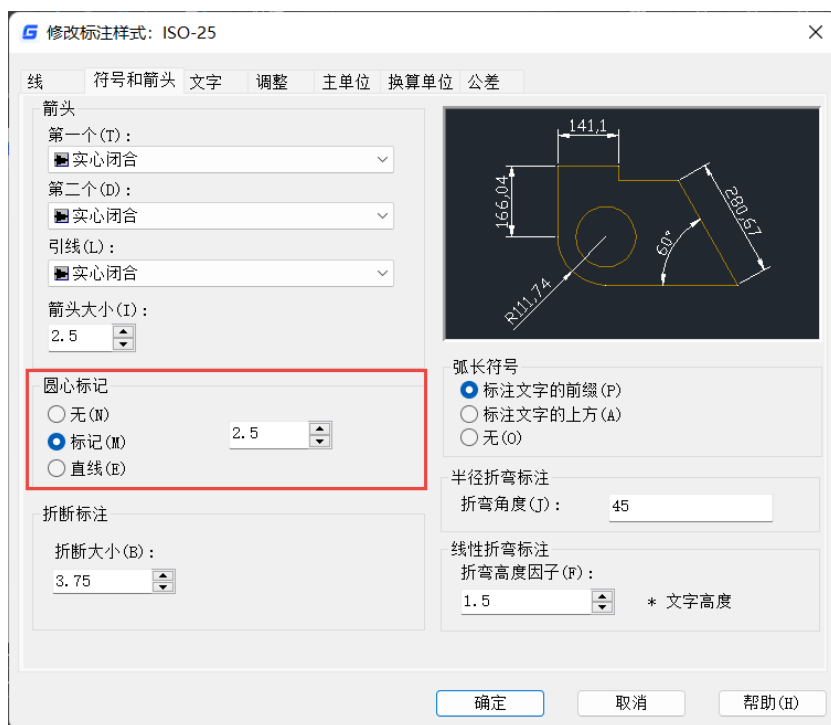 修改标注样式: ISO-25
线 符号和箭头 文字 调整 主单位 换算单位 公差
箭头
第一个(T):
实心闭合
第二个(D):
实心闭合
引线(L):
实心闭合
箭头大小(I):
2.5
圆心标记
无(N)
标记(M)
2.5
直线(E)
折断标注
折断大小(B):
3.75
141,1
166,04
280,67
60°
R111,74
弧长符号
标注文字的前缀(P)
标注文字的上方(A)
无(O)
半径折弯标注
折弯角度(J): 45
线性折弯标注
折弯高度因子(F):
1.5 * 文字高度
确定 取消 帮助(H)